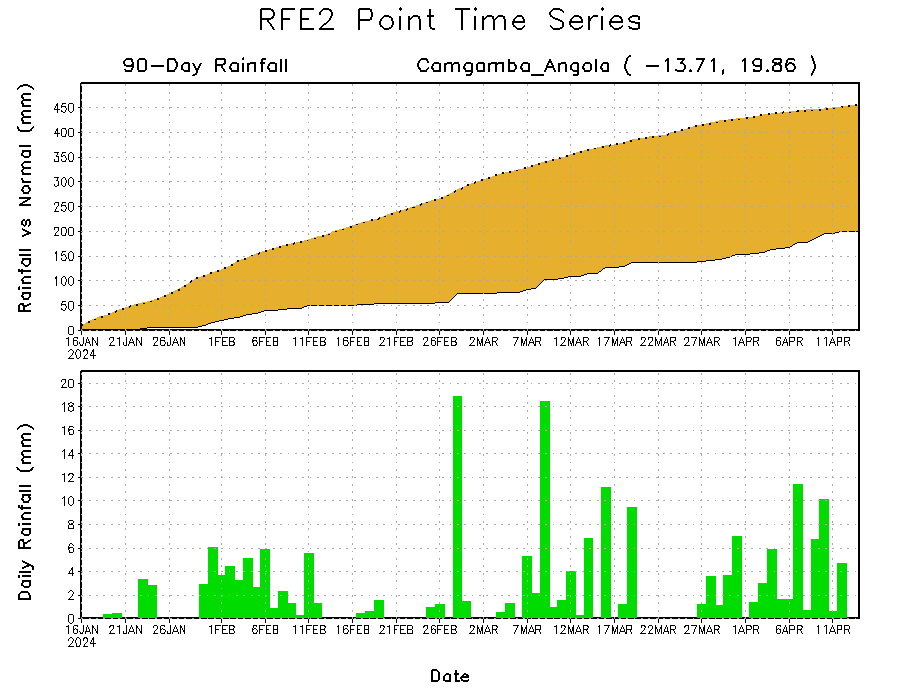 RFE2 Point Time Series
90-Day Rainfall
Camgamba_Angola ( -13.71, 19.86 )
Rainfall vs Normal (mm)
450
400
350
300
250
200
150
100
50
0
16JAN 21JAN 26JAN 1FEB 6FEB 11FEB 16FEB 21FEB 26FEB 2MAR 7MAR 12MAR 17MAR 22MAR 27MAR 1APR 6APR 11APR
2024
Daily Rainfall (mm)
20
18
16
14
12
10
8
6
4
2
0
16JAN 21JAN 26JAN 1FEB 6FEB 11FEB 16FEB 21FEB 26FEB 2MAR 7MAR 12MAR 17MAR 22MAR 27MAR 1APR 6APR 11APR
2024
Date